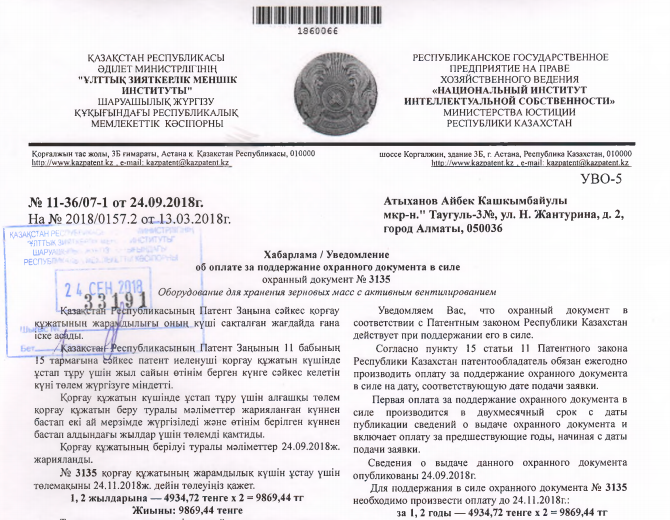 1860066
ҚАЗАҚСТАН РЕСПУБЛИКАСЫ
ӘДІЛЕТ МИНИСТРЛІГІНІҢ
"ҰЛТТЫҚ ЗИЯТКЕРЛІК МЕНШІК
ИНСТИТУТЫ"
ШАРУАШЫЛЫҚ ЖҮРГІЗУ
ҚҰҚЫҒЫНДАҒЫ РЕСПУБЛИКАЛЫҚ
МЕМЛЕКЕТТІК КӘСІПОРНЫ
РЕСПУБЛИКАНСКОЕ ГОСУДАРСТВЕННОЕ
ПРЕДПРИЯТИЕ НА ПРАВЕ
ХОЗЯЙСТВЕННОГО ВЕДЕНИЯ
«НАЦИОНАЛЬНЫЙ ИНСТИТУТ
ИНТЕЛЛЕКТУАЛЬНОЙ СОБСТВЕННОСТИ»
МИНИСТЕРСТВА ЮСТИЦИИ
РЕСПУБЛИКИ КАЗАХСТАН
Қорғалжын тас жолы, 3Б ғимараты, Астана к. Қазақстан Республикасы, 010000
http://www.kazpatent.kz , e-mail: kazpatent@kazpatent.kz
шоссе Коргалжин, здание 3Б, г. Астана, Республика Казахстан, 010000
http://www.kazpatent.kz , e-mail: kazpatent@kazpatent.kz
УВО-5
№ 11-36/07-1 от 24.09.2018г.
На № 2018/0157.2 от 13.03.2018г.
Атыханов Айбек Кашкымбайулы
мкр-н." Таугуль-3№, ул. Н. Жантурина, д. 2,
город Алматы, 050036
24 СЕН 2018
33191
Хабарлама / Уведомление
об оплате за поддержание охранного документа в силе
охранный документ № 3135
Оборудование для хранения зерновых масс с активным вентилированием
Қазақстан Республикасының Патент Заңына сәйкес қорғау
құжатының жарамдылығы оның күші сақталған жағдайда ғана
іске асады.
Қазақстан Республикасының Патент Заңының 11 бабының
15 тармағына сәйкес патент иеленуші қорғау құжатын күшінде
ұстап тұру үшін жыл сайын өтінім берген күнге сәйкес келетін
күні төлем жүргізуге міндетті.
Қорғау құжатын күшінде ұстап тұру үшін алғашқы төлем
қорғау құжатын беру туралы мәліметтер жарияланған күннен
бастап екі ай мерзімде жүргізіледі және өтінім берілген күннен
бастап алдындағы жылдар үшін төлемді қамтиды.
Қорғау құжатының берілуі туралы мәліметтер 24.09.2018ж.
жарияланды.
№ 3135 қорғау құжатының жарамдылық күшін ұстау үшін
төлемақыны 24.11.2018ж. дейін төлеуіңіз қажет.
1, 2 жылдарына — 4934,72 тенге x 2 = 9869,44 тг
Жиыны: 9869,44 тенге
Уведомляем Вас, что охранный документ в
соответствии с Патентным законом Республики Казахстан
действует при поддержании его в силе.
Согласно пункту 15 статьи 11 Патентного закона
Республики Казахстан патентообладатель обязан ежегодно
производить оплату за поддержание охранного документа
в силе на дату, соответствующую дате подачи заявки.
Первая оплата за поддержание охранного документа в
силе производится в двухмесячный срок с даты
публикации сведений о выдаче охранного документа и
включает оплату за предшествующие годы, начиная с даты
подачи заявки.
Сведения о выдаче данного охранного документа
опубликованы 24.09.2018г.
Для поддержания в силе охранного документа № 3135
необходимо произвести оплату до 24.11.2018г.:
за 1, 2 годы — 4934,72 тенге x 2 = 9869,44 тг